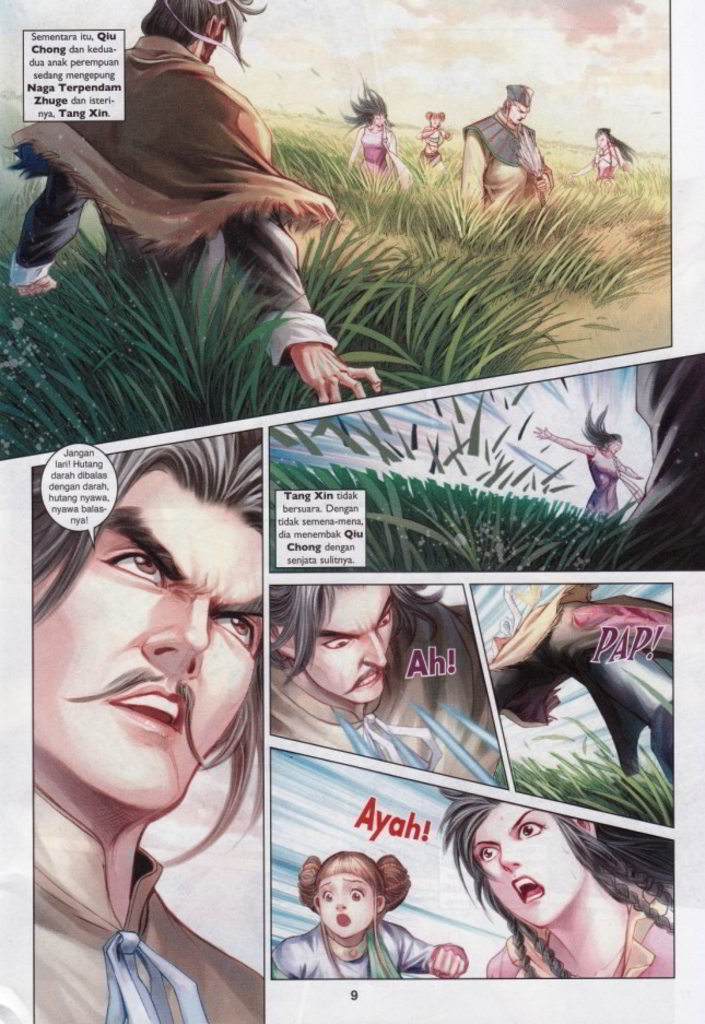 Sementara itu, Qiu
Chong dan kedua-
dua anak perempuan
sedang mengepung
Naga Terpendam
Zhuge dan isteri-
nya, Tang Xin.
Jangan
lari! Hutang
darah dibalas
dengan darah,
hutang nyawa,
nyawa balas-
nya!
Tang Xin tidak
bersuara. Dengan
tidak semena-mena,
dia menembak Qiu
Chong dengan
senjata sulitnya.
Ah!
PAP!
Ayah!
9